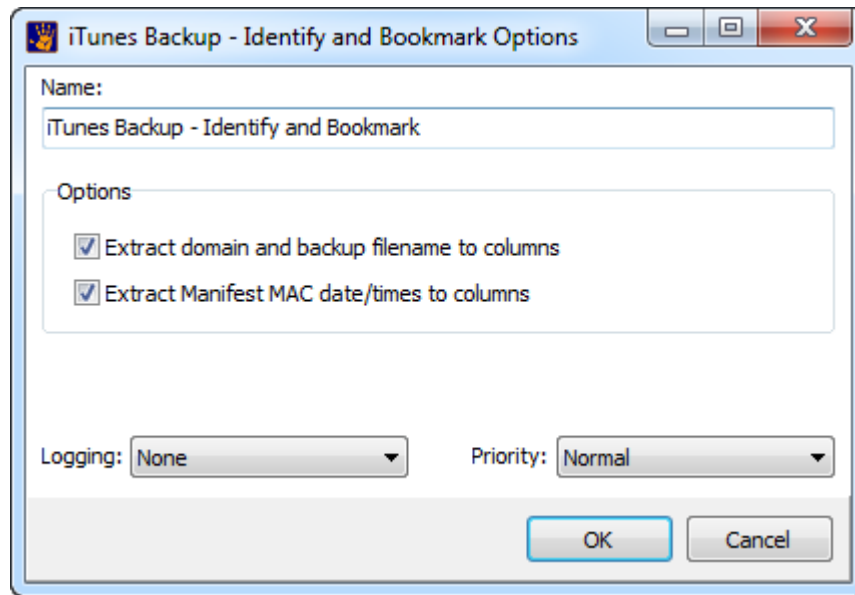 iTunes Backup - Identify and Bookmark Options
Name:
iTunes Backup - Identify and Bookmark
Options
Extract domain and backup filename to columns
Extract Manifest MAC date/times to columns
Logging: None Priority: Normal
OK Cancel